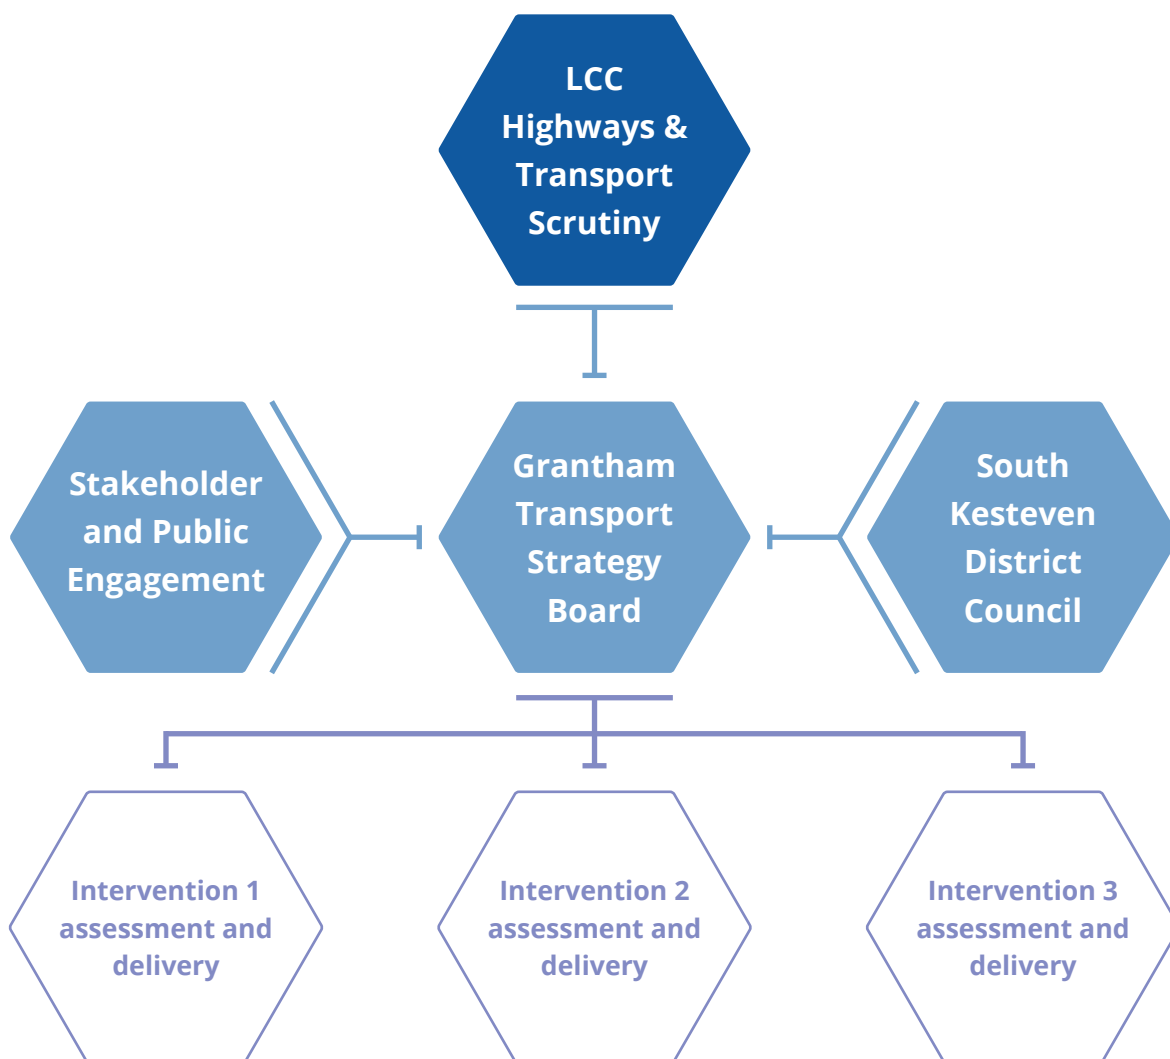 LCC
Highways &
Transport
Scrutiny
Stakeholder
and Public
Engagement
Grantham
Transport
Strategy
Board
South
Kesteven
District
Council
Intervention 1
assessment and
delivery
Intervention 2
assessment and
delivery
Intervention 3
assessment and
delivery